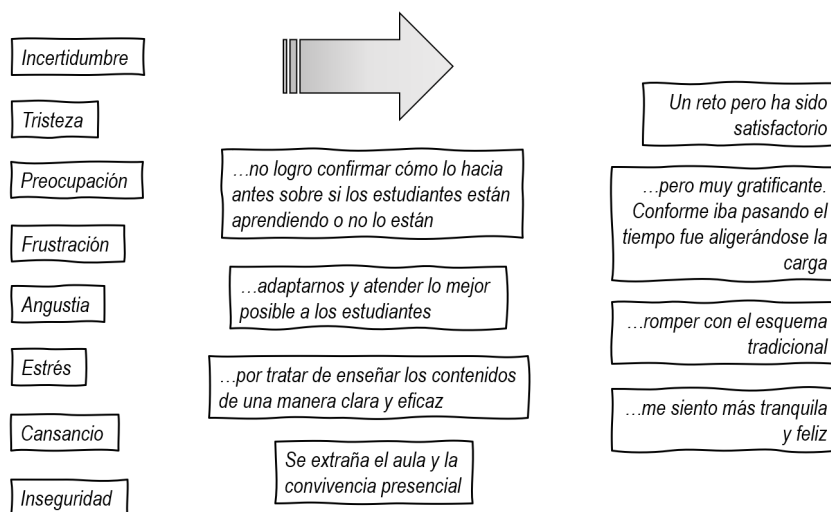 Incertidumbre
Tristeza
Preocupación
Frustración
Angustia
Estrés
Cansancio
Inseguridad
…no logro confirmar cómo lo hacia
antes sobre si los estudiantes están
aprendiendo o no lo están
…adaptarnos y atender lo mejor
posible a los estudiantes
…por tratar de enseñar los contenidos
de una manera clara y eficaz
Se extraña el aula y la
convivencia presencial
Un reto pero ha sido
satisfactorio
…pero muy gratificante.
Conforme iba pasando el
tiempo fue aligerándose la
carga
…romper con el esquema
tradicional
…me siento más tranquila
y feliz